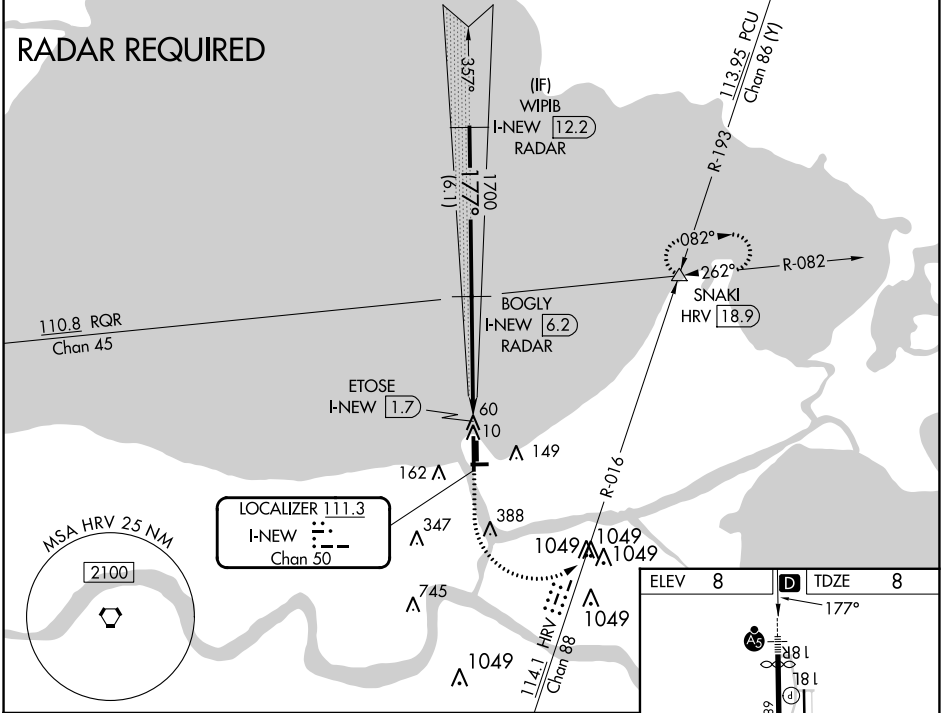 RADAR REQUIRED
357°
(IF)
WIPIB
I-NEW 12.2
RADAR
113.95 PCU
Chan 86 (Y)
R-193
1700
177°
(6.1)
082°
262°
R-082
SNAKI
HRV 18.9
BOGLY
I-NEW 6.2
RADAR
110.8 RQR
Chan 45
ETOSE
I-NEW 1.7
60
10
149
162
R-016
LOCALIZER 111.3
I-NEW
Chan 50
347
388
1049
1049
1049
745
1049
1049
114.1 HRV
Chan 88
MSA HRV 25 NM
2100
ELEV 8
D
TDZE 8
177°
A5
18R
18L
P